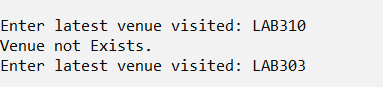 Enter latest venue visited: LAB310
Venue not Exists.
Enter latest venue visited: LAB303